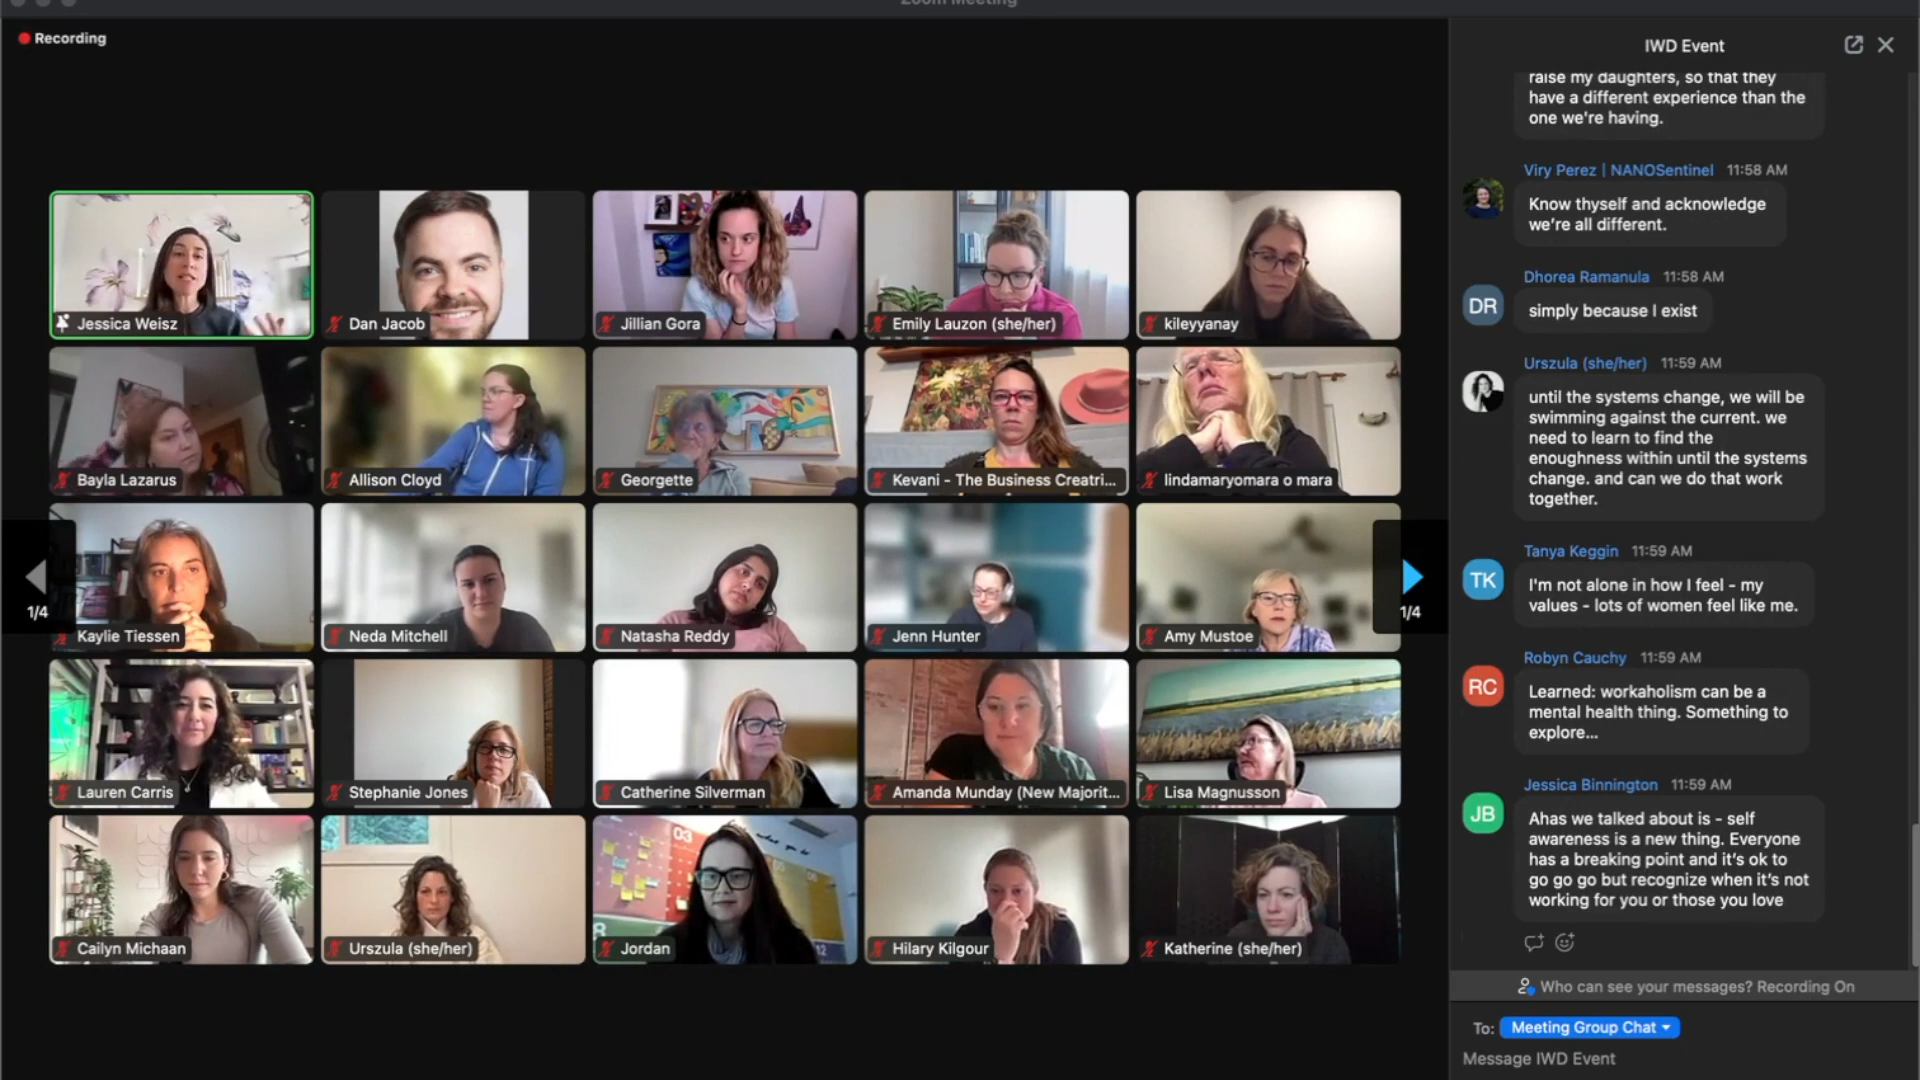 Zoom Meeting
Recording
Jessica Weisz
Dan Jacob
Jillian Gora
Emily Lauzon (she/her)
kileyyanay
Bayla Lazarus
Allison Cloyd
Georgette
Kevani - The Business Creatri...
lindamaryomara o mara
1/4
1/4
Kaylie Tiessen
Neda Mitchell
Natasha Reddy
Jenn Hunter
Amy Mustoe
Lauren Carris
Stephanie Jones
Catherine Silverman
Amanda Munday (New Majorit...
Lisa Magnusson
03
Cailyn Michaan
Urszula (she/her)
Jordan
Hilary Kilgour
Katherine (she/her)
IWD Event
raise my daughters, so that they
have a different experience than the
one we're having.
Viry Perez | NANOSentinel 11:58 AM
Know thyself and acknowledge
we’re all different.
Dhorea Ramanula 11:58 AM
DR
simply because I exist
Urszula (she/her) 11:59 AM
until the systems change, we will be
swimming against the current. we
need to learn to find the
enoughness within until the systems
change. and can we do that work
together.
Tanya Keggin 11:59 AM
TK
I'm not alone in how I feel - my
values - lots of women feel like me.
Robyn Cauchy 11:59 AM
RC
Learned: workaholism can be a
mental health thing. Something to
explore...
Jessica Binnington 11:59 AM
JB
Ahas we talked about is - self
awareness is a new thing. Everyone
has a breaking point and it’s ok to
go go go but recognize when it’s not
working for you or those you love
Who can see your messages? Recording On
To: Meeting Group Chat
Message IWD Event